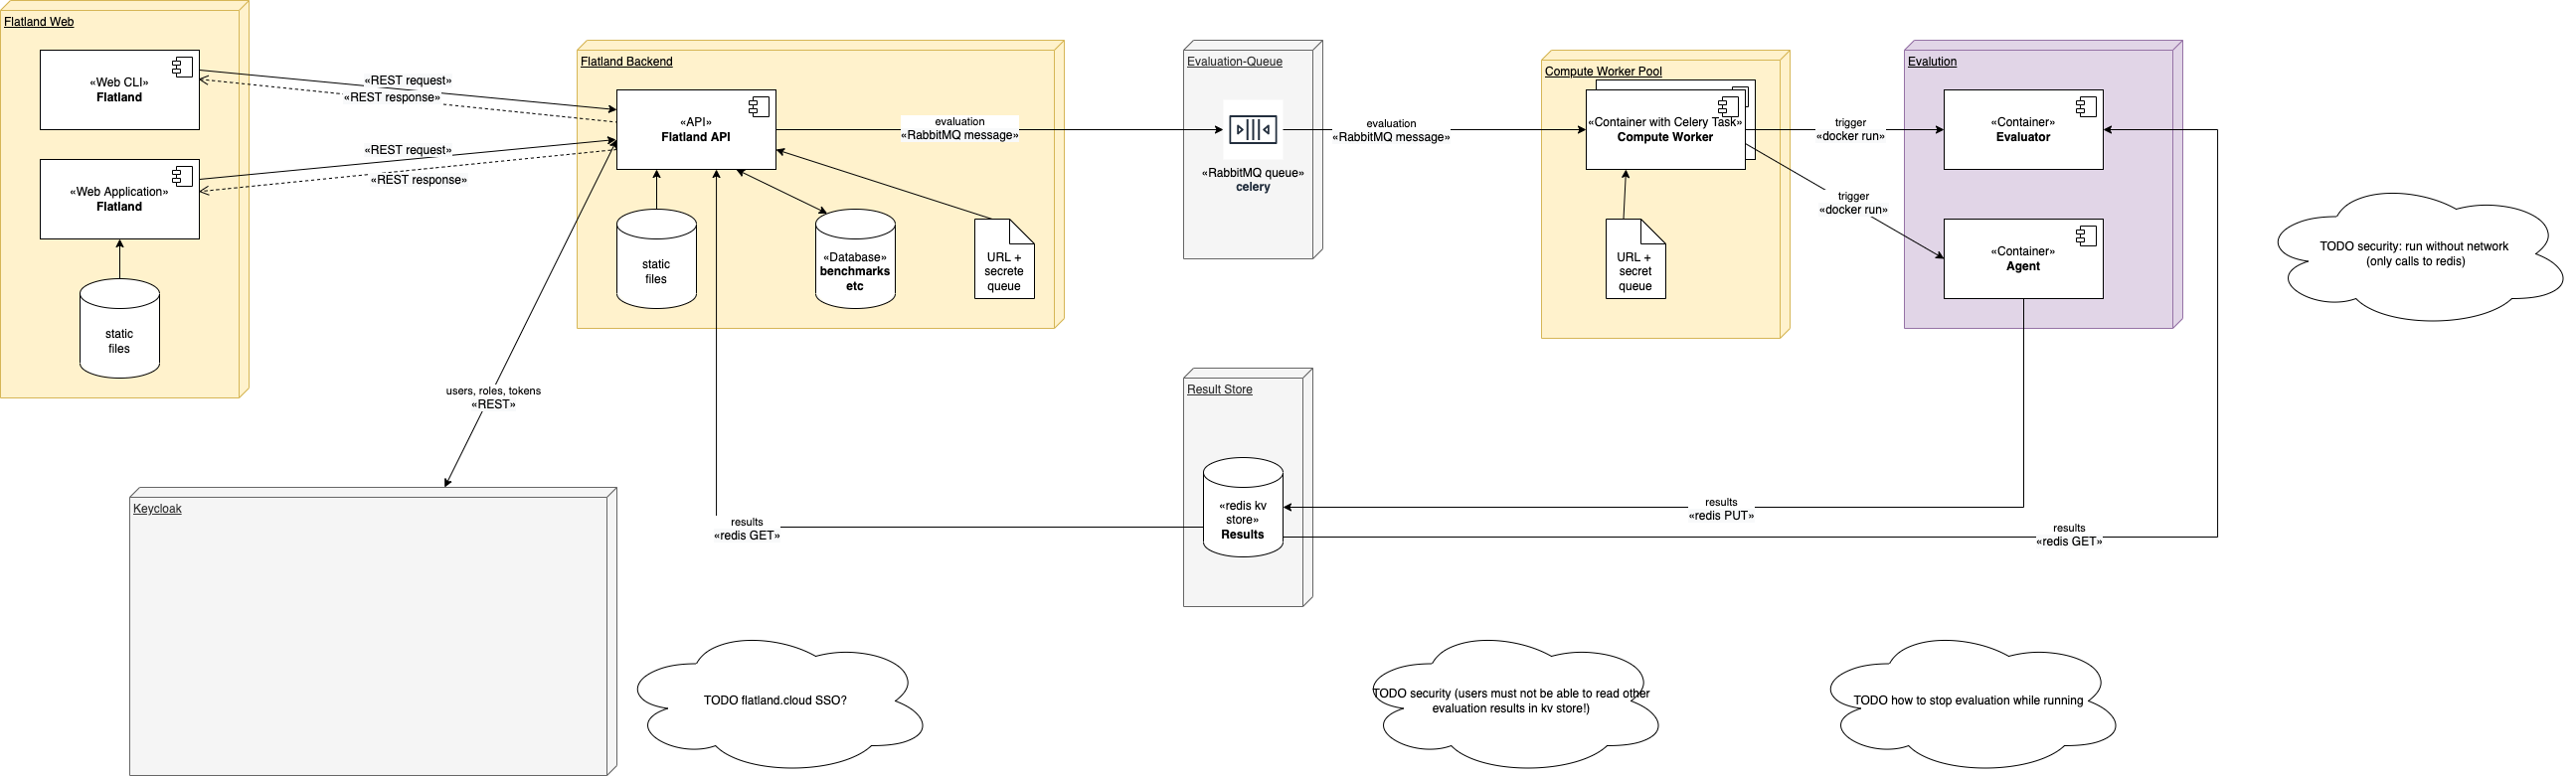 Flatland Web
«Web CLI»
Flatland
«Web Application»
Flatland
static
files
«REST request»
«REST response»
«REST request»
«REST response»
users, roles, tokens
«REST»
Keycloak
Flatland Backend
«API»
Flatland API
static
files
«Database»
benchmarks
etc
URL +
secrete
queue
evaluation
«RabbitMQ message»
Evaluation-Queue
«RabbitMQ queue»
celery
evaluation
«RabbitMQ message»
Compute Worker Pool
«Container with Celery Task»
Compute Worker
URL +
secret
queue
trigger
«docker run»
trigger
«docker run»
Evalution
«Container»
Evaluator
«Container»
Agent
TODO security: run without network
(only calls to redis)
Result Store
«redis kv
store»
Results
results
«redis GET»
results
«redis PUT»
results
«redis GET»
TODO flatland.cloud SSO?
TODO security (users must not be able to read other
evaluation results in kv store!)
TODO how to stop evaluation while running